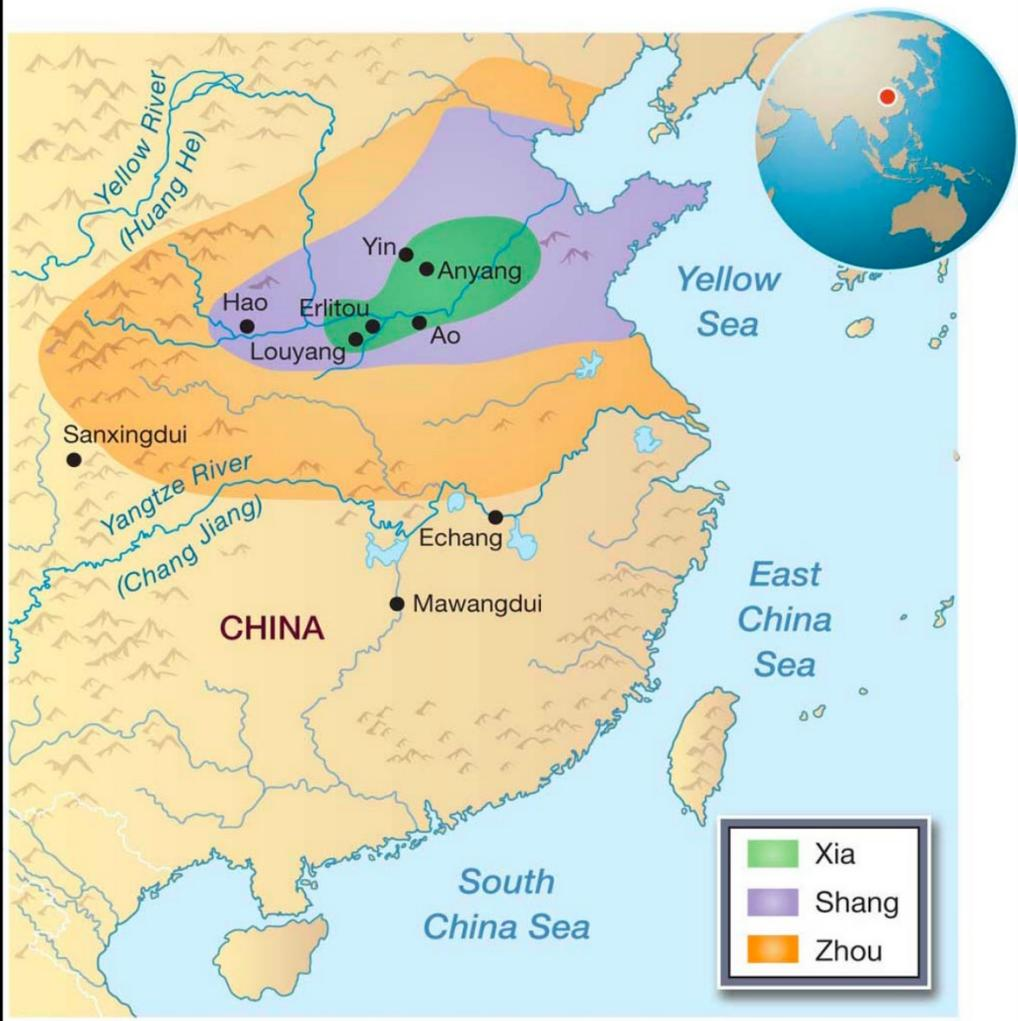 Yellow River
(Huang He)
Yin
Anyang
Hao
Erlitou
Louyang
Ao
Yellow
Sea
Sanxingdui
Yangtze River
(Chang Jiang)
Echang
Mawangdui
CHINA
East
China
Sea
South
China Sea
Xia
Shang
Zhou